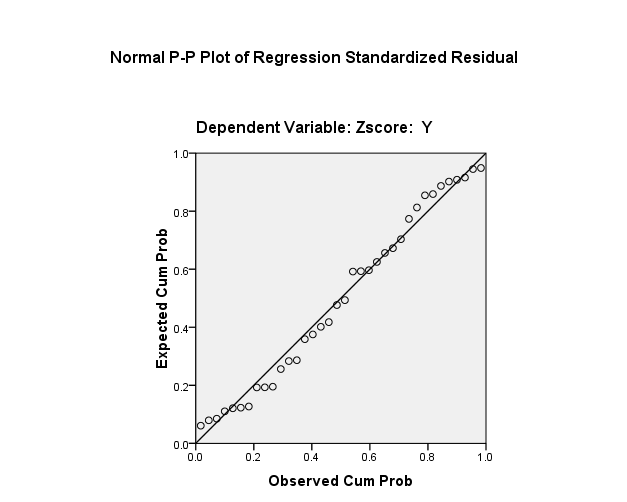 Normal P-P Plot of Regression Standardized Residual
Dependent Variable: Zscore: Y
Expected Cum Prob
1.0
0.8
0.6
0.4
0.2
0.0
0.0 0.2 0.4 0.6 0.8 1.0
Observed Cum Prob